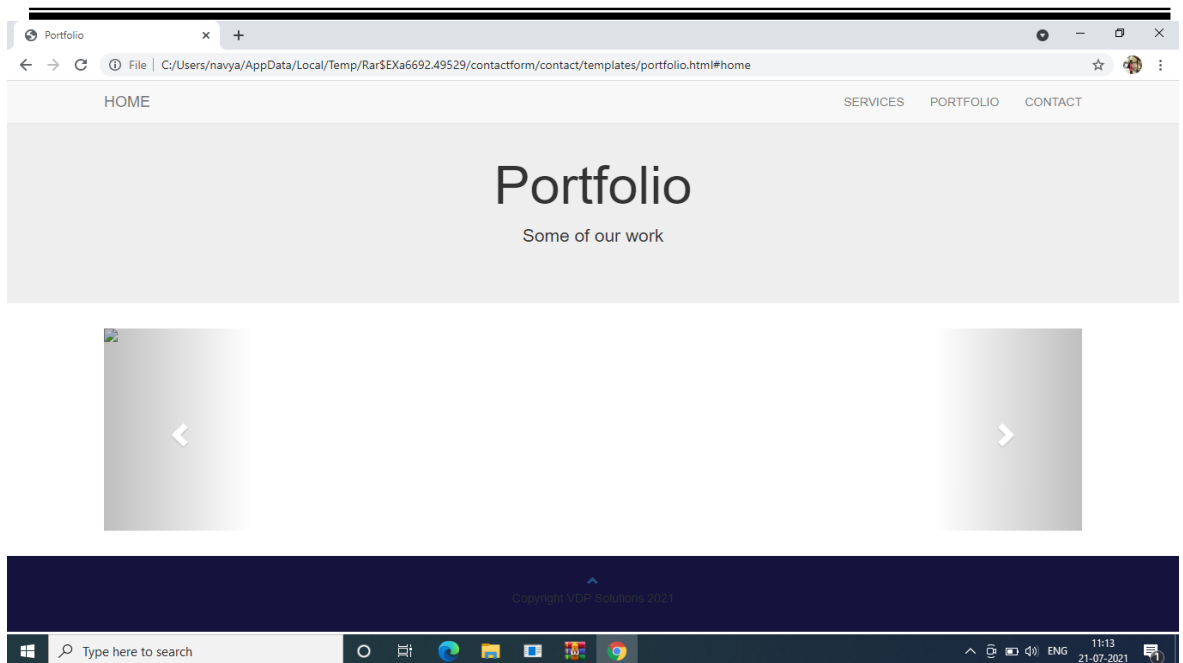 Portfolio
File | C:/Users/navya/AppData/Local/Temp/Rar$EXa6692.49529/contactform/contact/templates/portfolio.html#home
HOME SERVICES PORTFOLIO CONTACT
Portfolio
Some of our work
Copyright VDP Solutions 2021
Type here to search ENG 11:13
21-07-2021